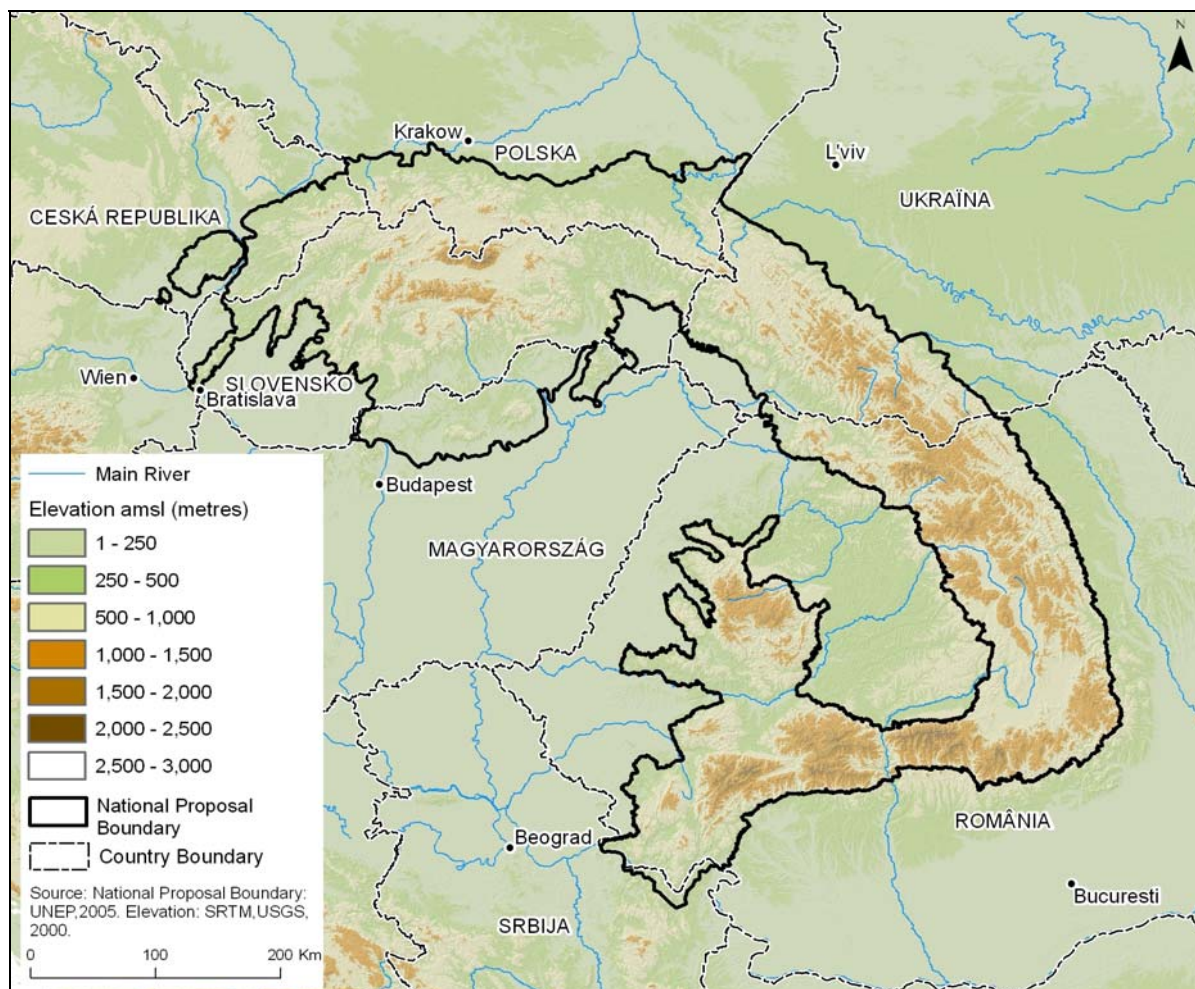 N
Krakow
POLSKA
L'viv
UKRAÏNA
CESKÁ REPUBLIKA
Wien
SLOVENSKO
Bratislava
Budapest
MAGYARORSZÁG
ROMÂNIA
Beograd
Bucuresti
SRBIJA
Main River
Elevation amsl (metres)
1 - 250
250 - 500
500 - 1,000
1,000 - 1,500
1,500 - 2,000
2,000 - 2,500
2,500 - 3,000
National Proposal
Boundary
Country Boundary
Source: National Proposal Boundary:
UNEP,2005. Elevation: SRTM,USGS,
2000.
0 100 200 Km